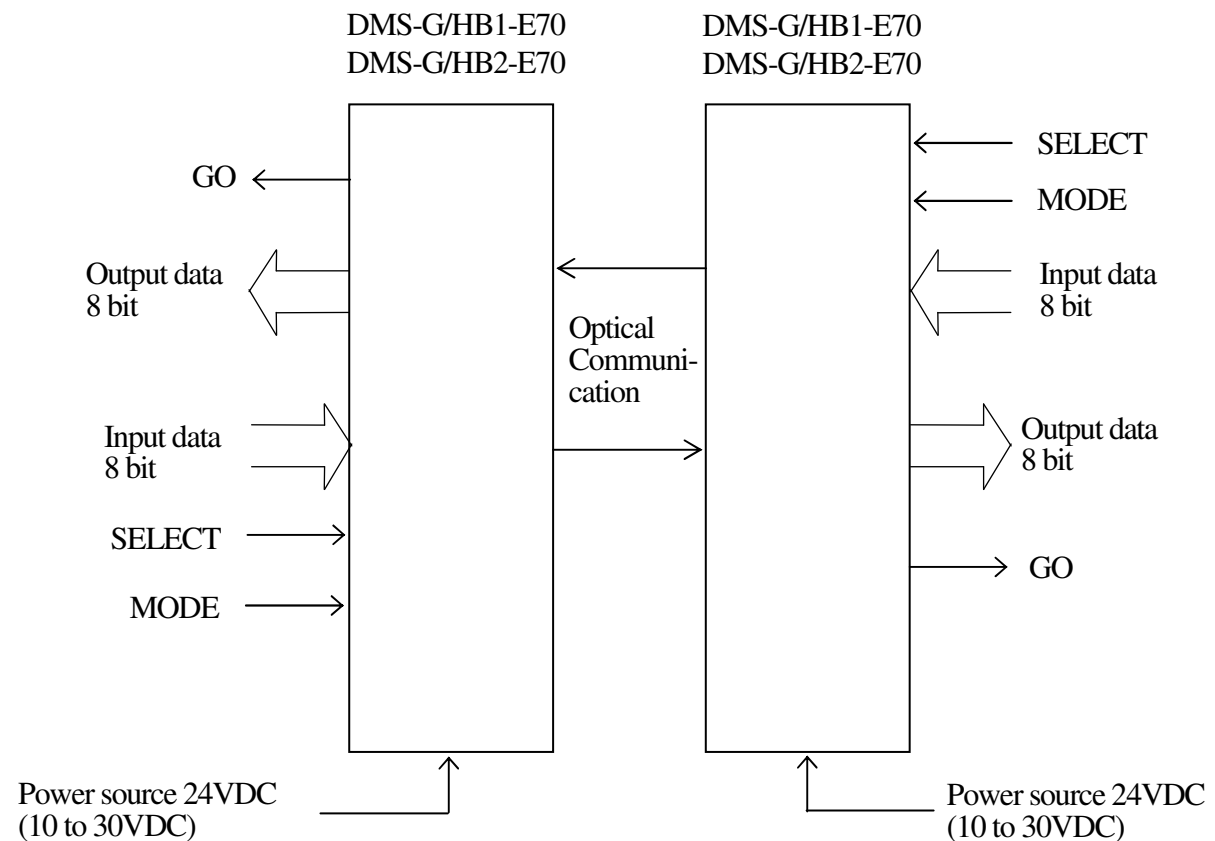 DMS-G/HB1-E70
DMS-G/HB2-E70
DMS-G/HB1-E70
DMS-G/HB2-E70
GO
Output data
8 bit
Input data
8 bit
SELECT
MODE
Optical
Communi-
cation
SELECT
MODE
Input data
8 bit
Output data
8 bit
GO
Power source 24VDC
(10 to 30VDC)
Power source 24VDC
(10 to 30VDC)